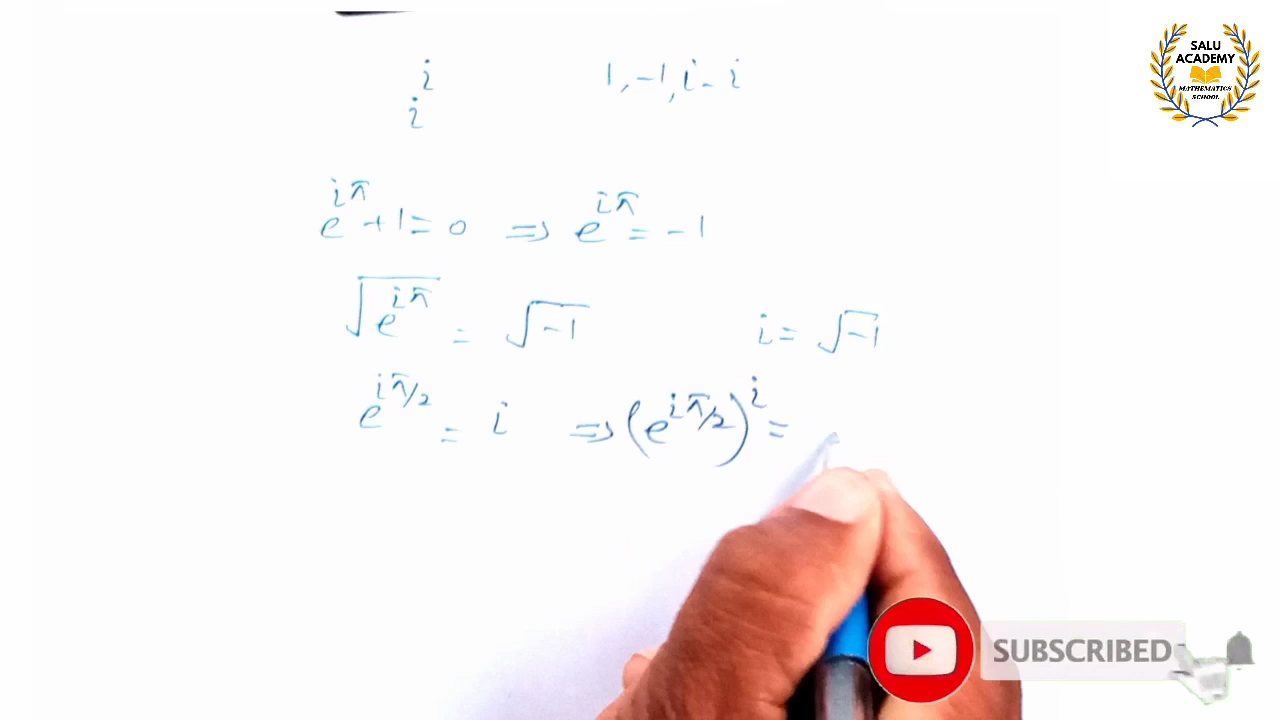 SALU
ACADEMY
MATHEMATICS
SCHOOL
i^i 1, -1, i - i
e^{iπ} + 1 = 0 ⇒ e^{iπ} = -1
√(e^{iπ}) = √-1 i = √-1
e^{iπ/2} = i ⇒ (e^{iπ/2})^i =
SUBSCRIBED